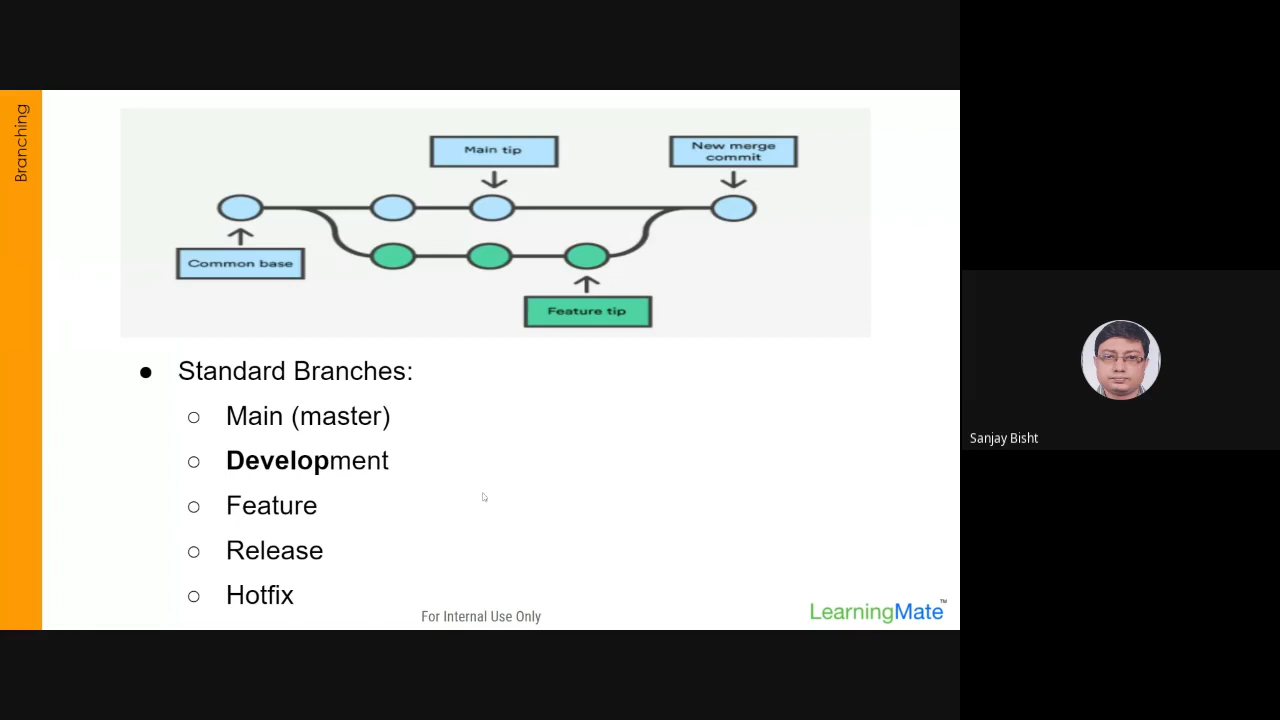 Branching
Main tip
New merge
commit
Common base
Feature tip
● Standard Branches:
○ Main (master)
○ Development
○ Feature
○ Release
○ Hotfix
For Internal Use Only
LearningMate™
Sanjay Bisht